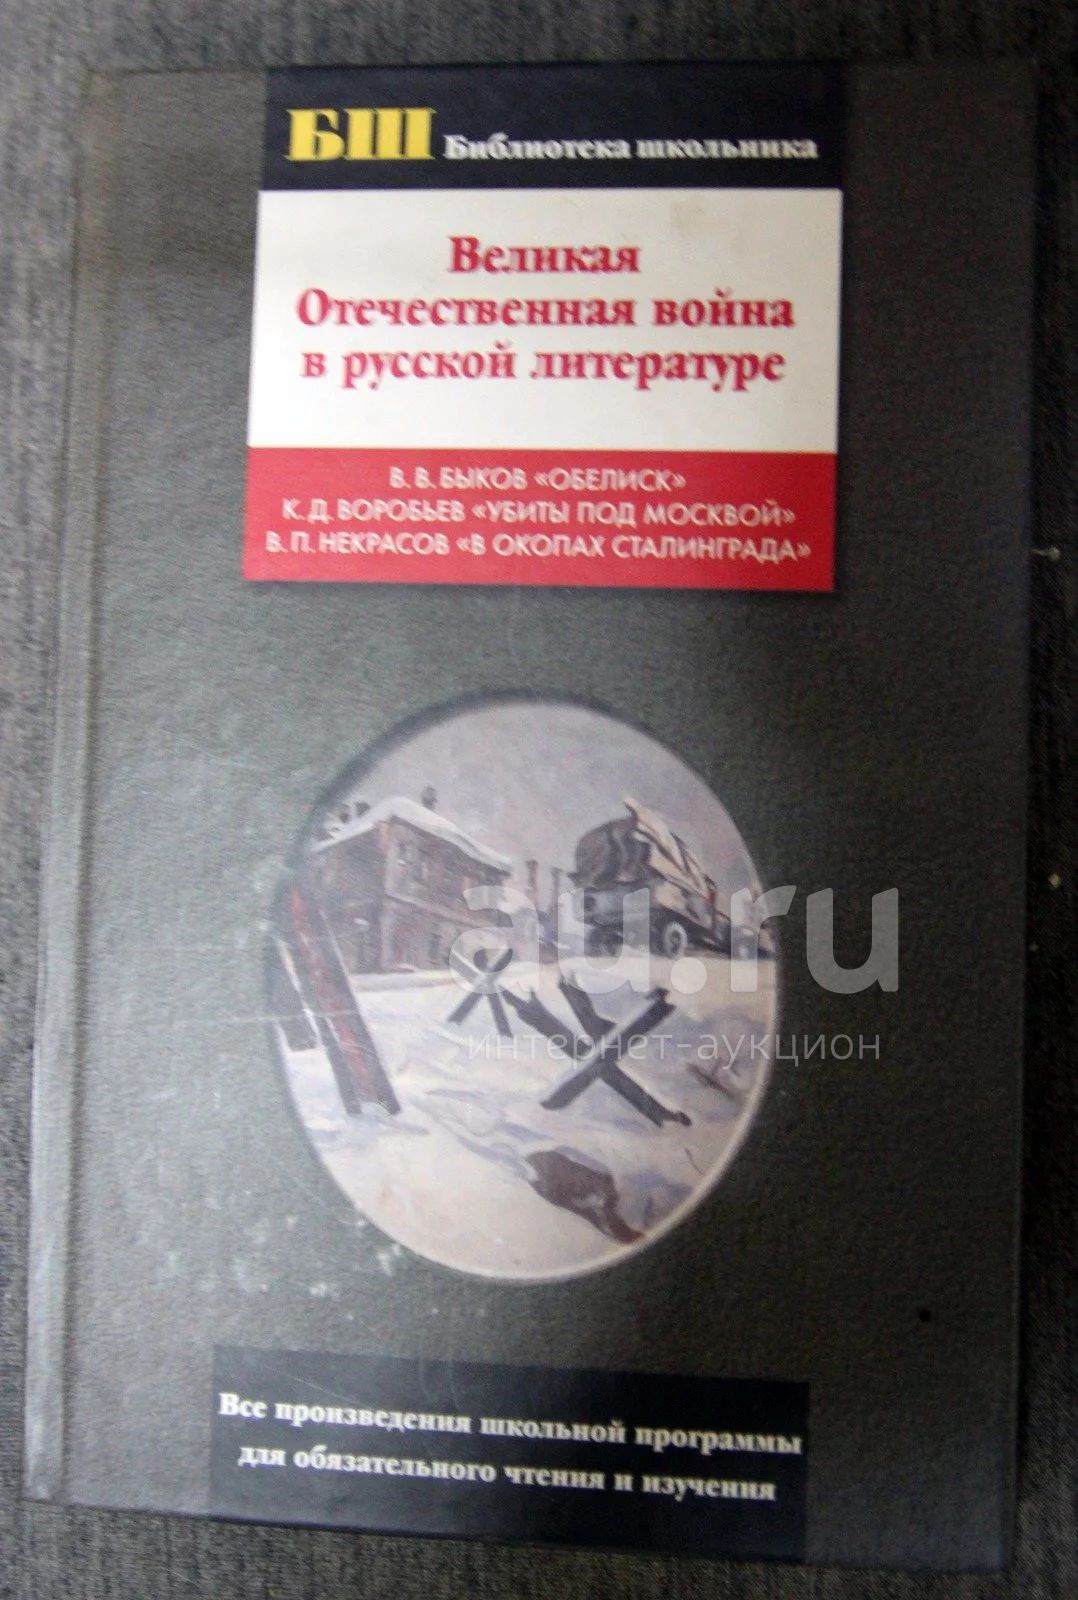 БШ Библиотека школьника
Великая
Отечественная война
в русской литературе
В. В. БЫКОВ «ОБЕЛИСК»
К. Д. ВОРОБЬЕВ «УБИТЫ ПОД МОСКВОЙ»
В. П. НЕКРАСОВ «В ОКОПАХ СТАЛИНГРАДА»
au.ru
интернет-аукцион
Все произведения школьной программы
для обязательного чтения и изучения